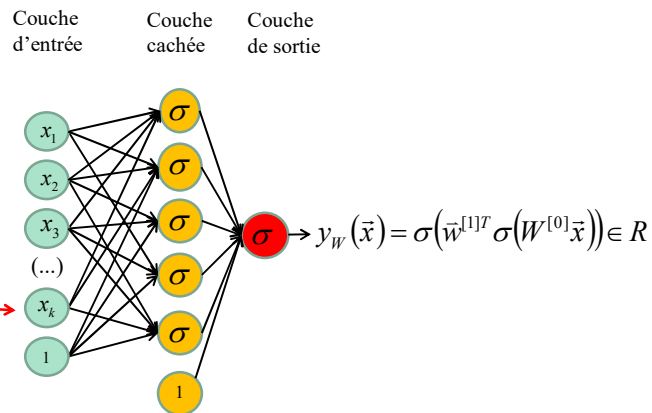 Couche
d’entrée
Couche
cachée
Couche
de sortie
x₁
x₂
x₃
(...)
xₖ
1
σ
σ
σ
σ
σ
1
σ
y_W(x⃗) = σ(w⃗^{[1]T} σ(W^{[0]} x⃗)) ∈ R